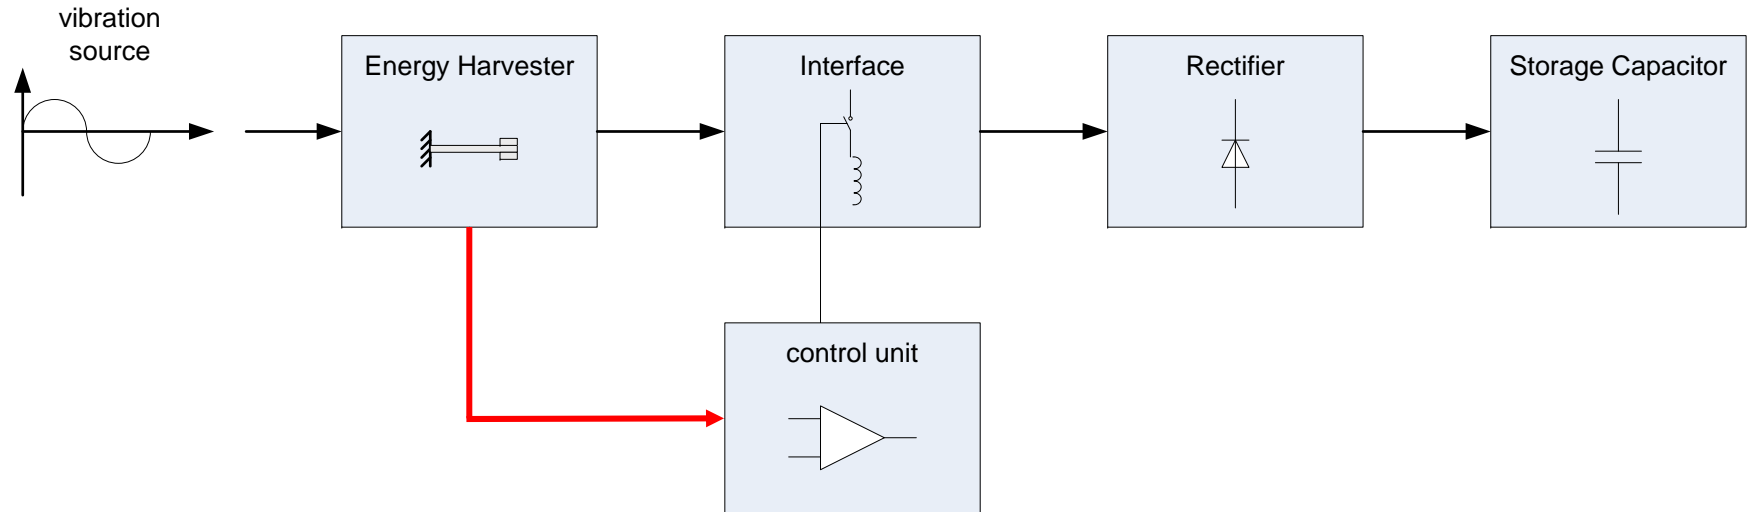 vibration
source
Energy Harvester
Interface
Rectifier
Storage Capacitor
control unit